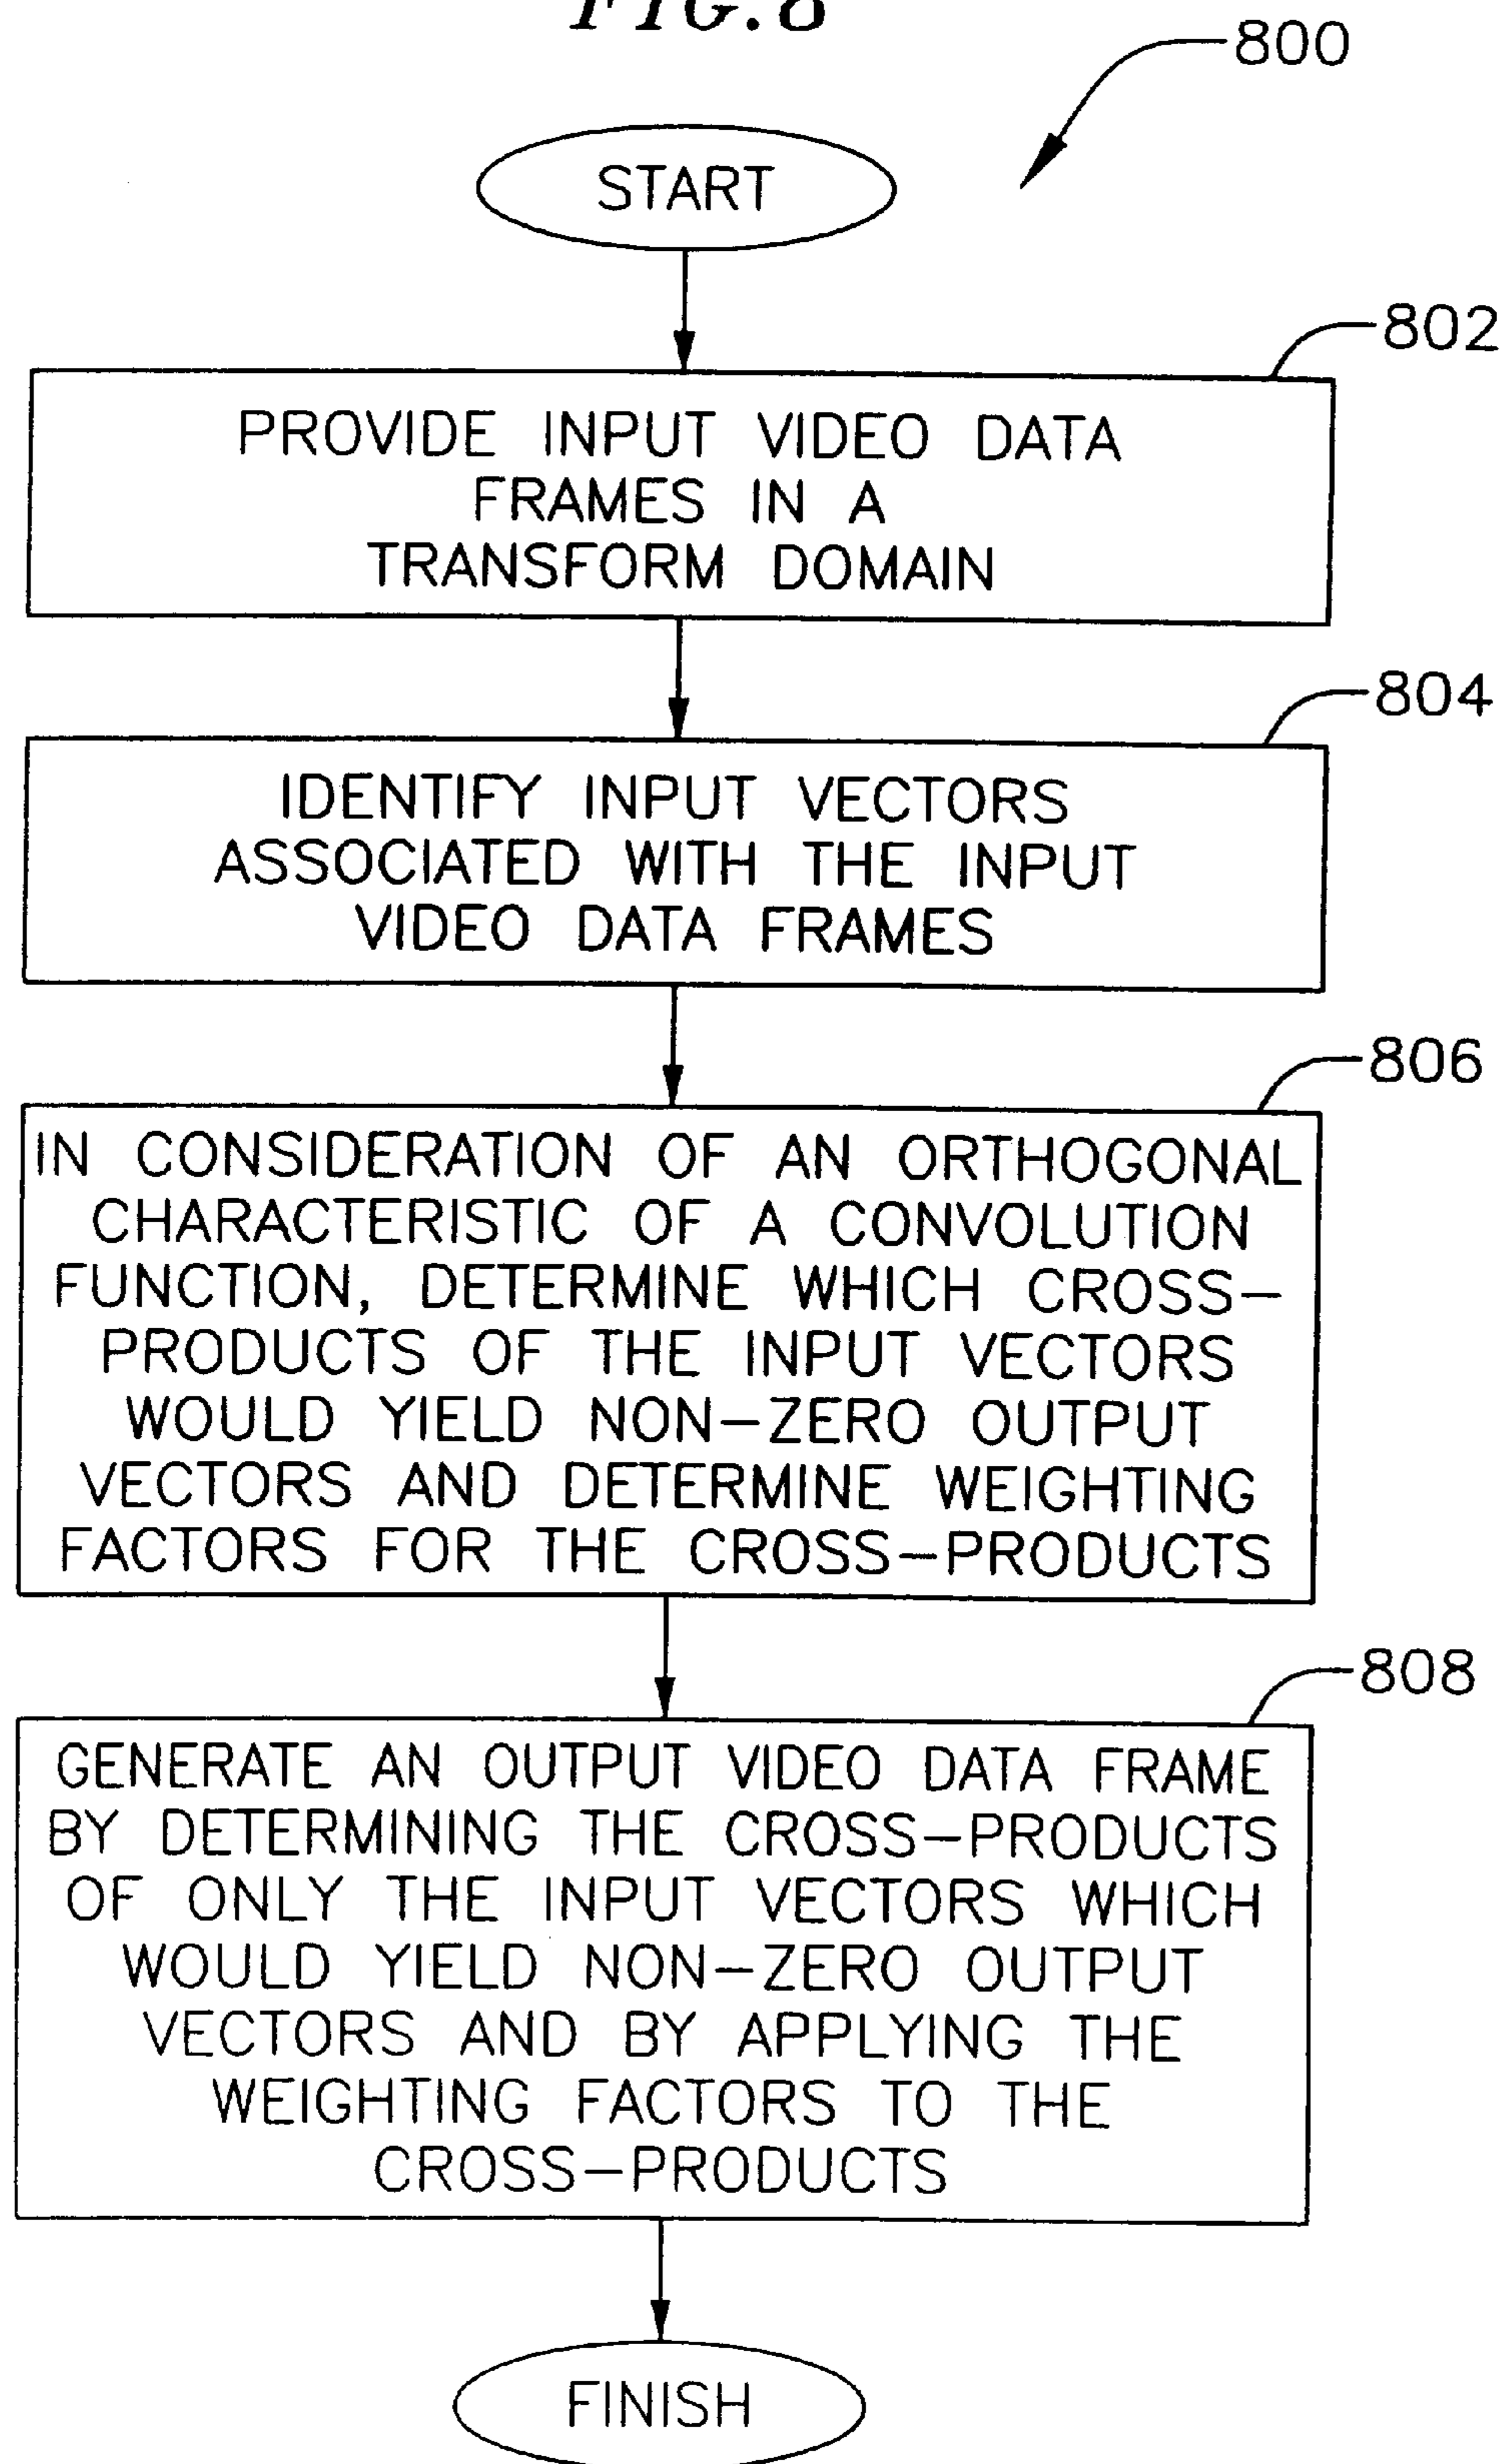 FIG.8
800
START
802
PROVIDE INPUT VIDEO DATA
FRAMES IN A
TRANSFORM DOMAIN
804
IDENTIFY INPUT VECTORS
ASSOCIATED WITH THE INPUT
VIDEO DATA FRAMES
806
IN CONSIDERATION OF AN ORTHOGONAL
CHARACTERISTIC OF A CONVOLUTION
FUNCTION, DETERMINE WHICH CROSS—
PRODUCTS OF THE INPUT VECTORS
WOULD YIELD NON—ZERO OUTPUT
VECTORS AND DETERMINE WEIGHTING
FACTORS FOR THE CROSS—PRODUCTS
808
GENERATE AN OUTPUT VIDEO DATA FRAME
BY DETERMINING THE CROSS—PRODUCTS
OF ONLY THE INPUT VECTORS WHICH
WOULD YIELD NON—ZERO OUTPUT
VECTORS AND BY APPLYING THE
WEIGHTING FACTORS TO THE
CROSS—PRODUCTS
FINISH